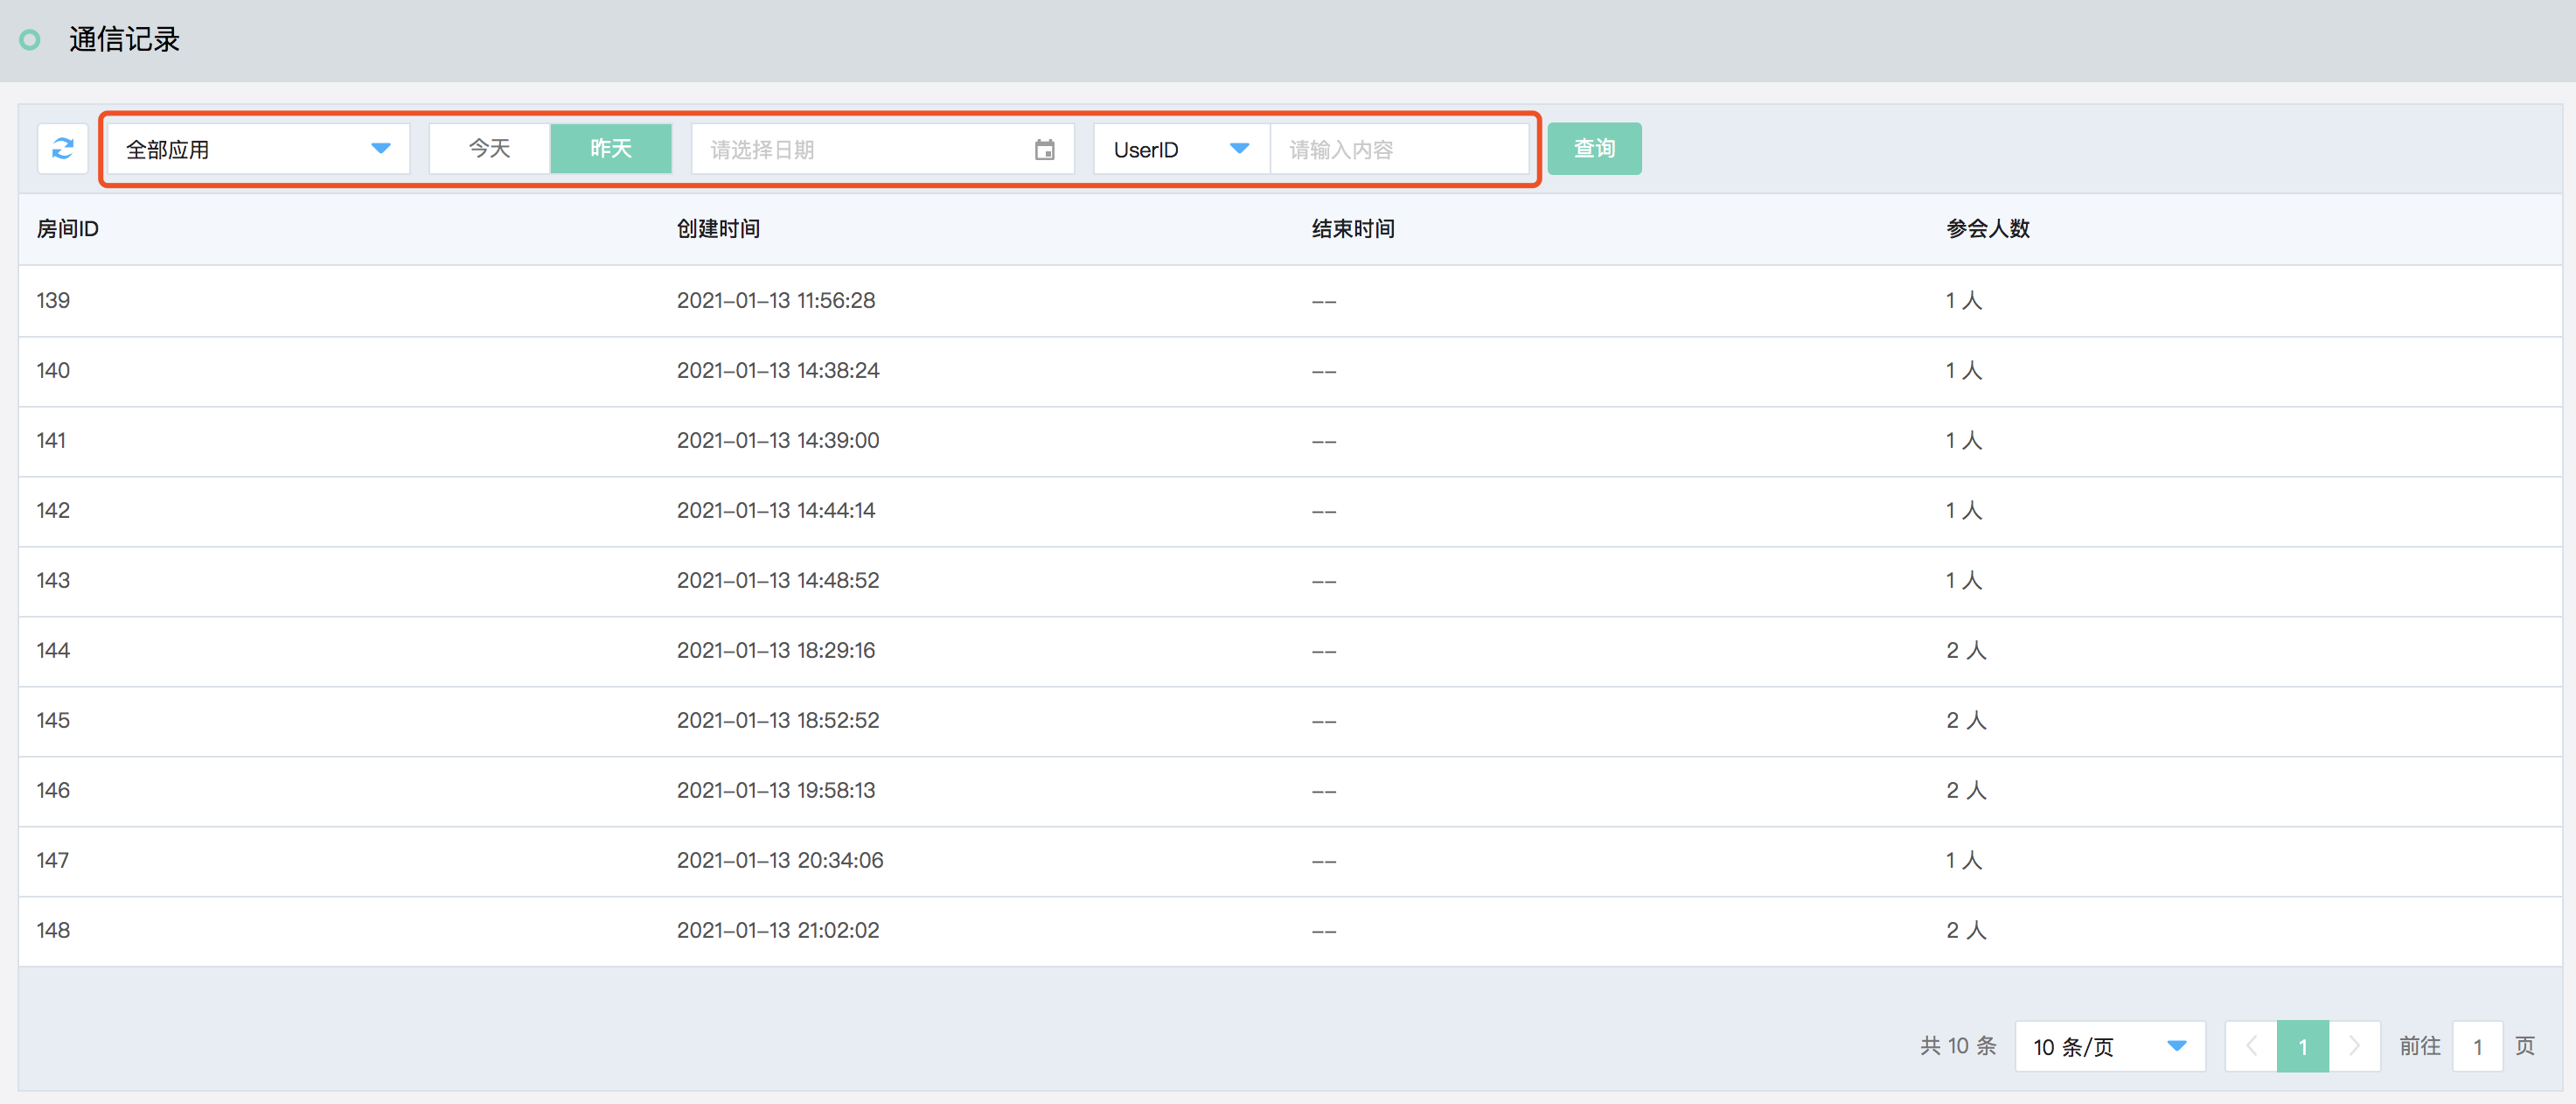 通信记录
全部应用 今天 昨天 请选择日期 UserID 请输入内容 查询
房间ID 创建时间 结束时间 参会人数
139 2021-01-13 11:56:28 -- 1 人
140 2021-01-13 14:38:24 -- 1 人
141 2021-01-13 14:39:00 -- 1 人
142 2021-01-13 14:44:14 -- 1 人
143 2021-01-13 14:48:52 -- 1 人
144 2021-01-13 18:29:16 -- 2 人
145 2021-01-13 18:52:52 -- 2 人
146 2021-01-13 19:58:13 -- 2 人
147 2021-01-13 20:34:06 -- 1 人
148 2021-01-13 21:02:02 -- 2 人
共 10 条 10 条/页 1 前往 1 页